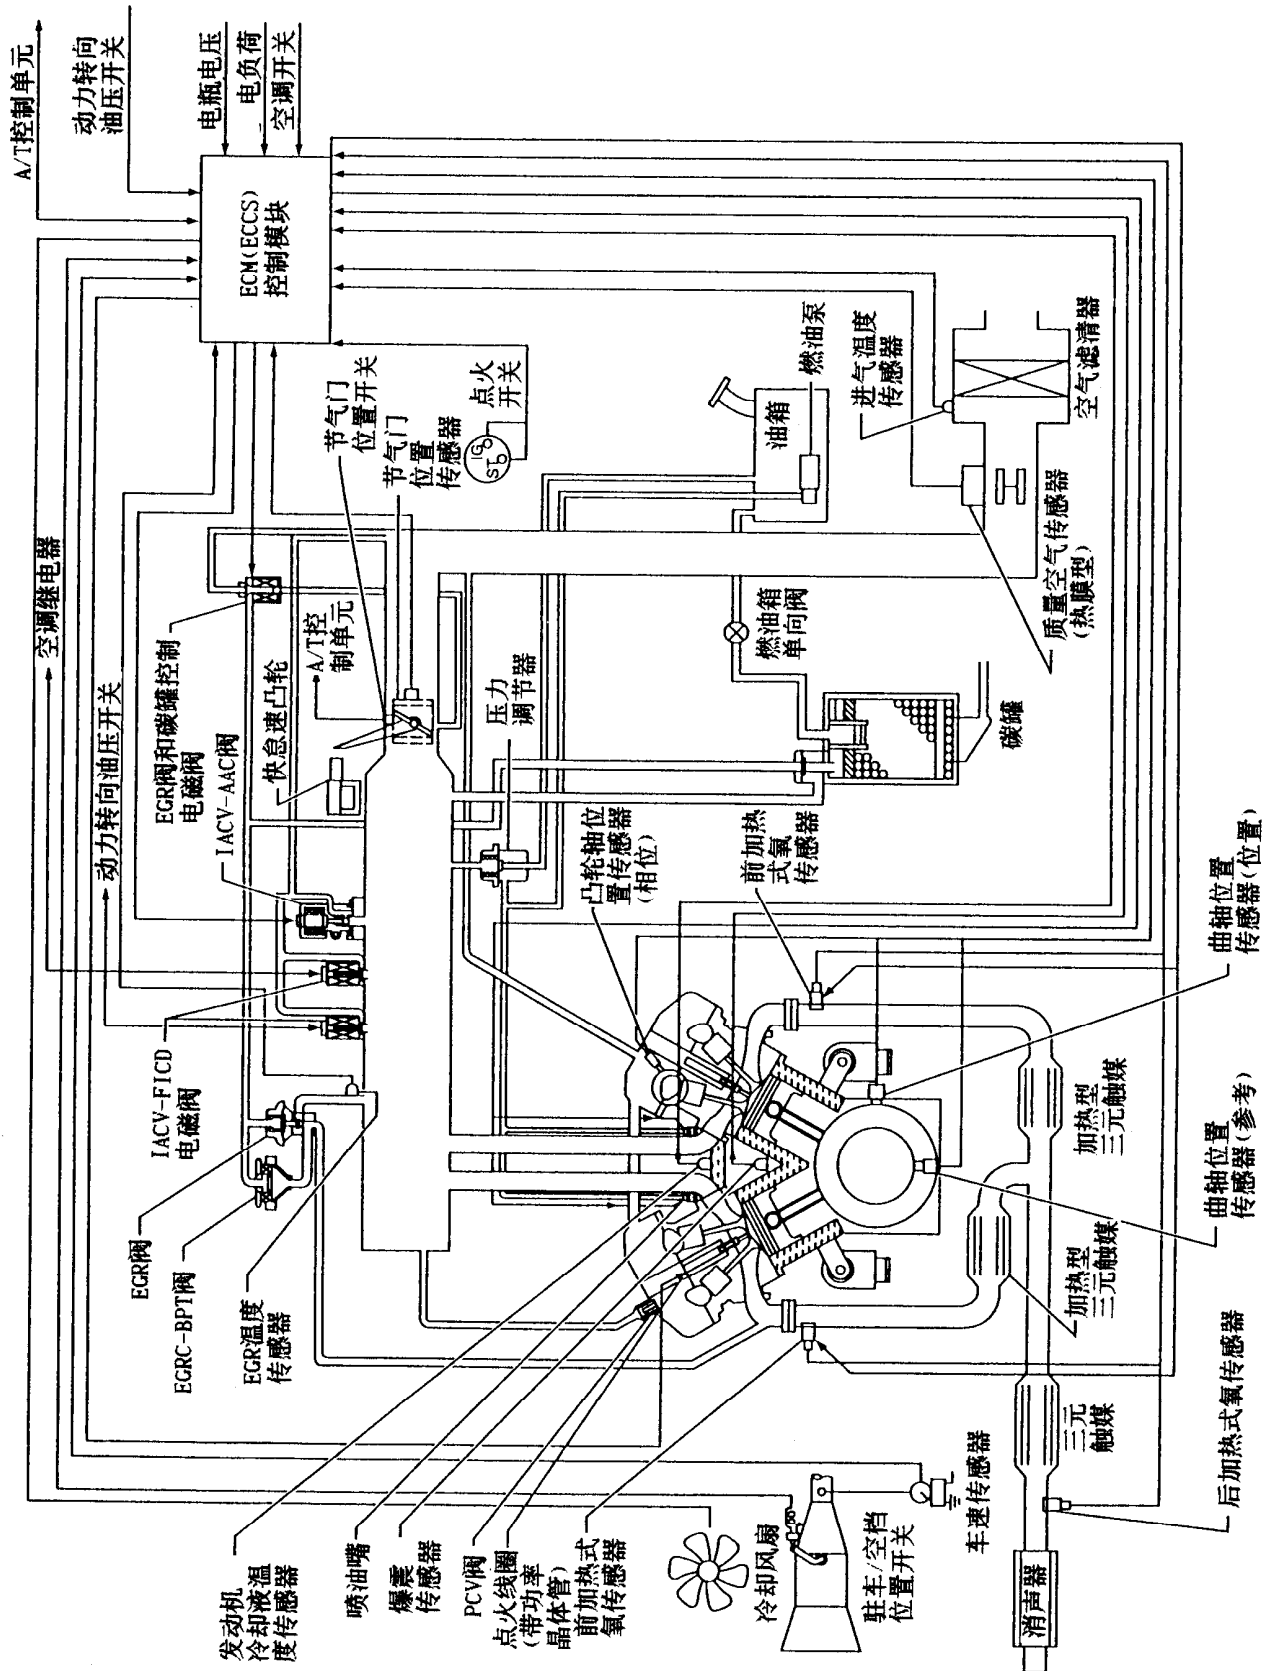 A/T控制单元
动力转向
油压开关
电瓶电压
电负荷
空调开关
ECM(ECCS)
控制模块
空调继电器
动力转向油压开关
EGR阀和碳罐控制
电磁阀
IACV-AAC阀
快怠速凸轮
A/T控
制单元
节气门
位置开关
节气门
位置
传感器
点火
开关
IG
ST
压力
调节器
油箱
燃油泵
进气温度
传感器
空气滤清器
质量空气传感器
(热膜型)
燃油箱
单向阀
碳罐
IACV-FICD
电磁阀
EGR阀
EGRC-BPT阀
EGR温度
传感器
凸轮轴位
置传感器
(相位)
前加热
式氧
传感器
曲轴位置
传感器(位置)
曲轴位置
传感器(参考)
加热型
三元触媒
加热型
三元触媒
三元
触媒
后加热式氧传感器
发动机
冷却液温
度传感器
喷油嘴
爆震
传感器
PCV阀
点火线圈
(带功率
晶体管)
前加热式
氧传感器
冷却风扇
驻车/空档
位置开关
车速传感器
消声器